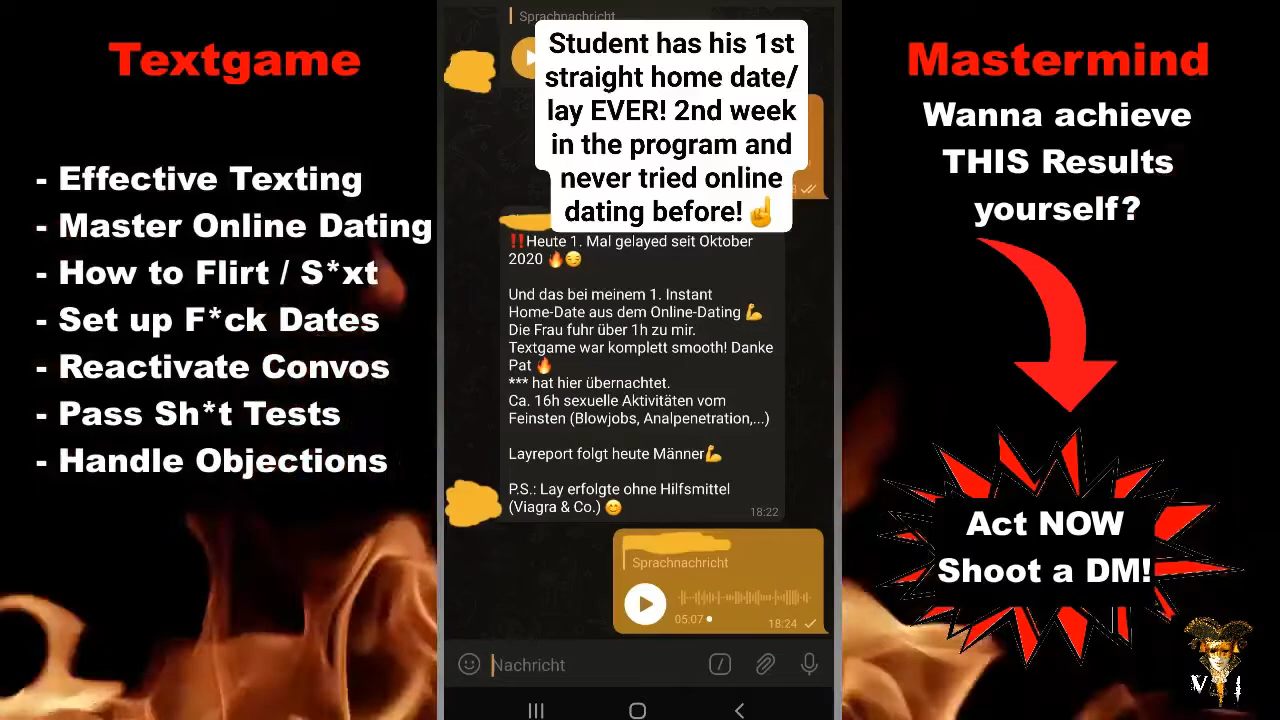 Textgame
- Effective Texting
- Master Online Dating
- How to Flirt / S*xt
- Set up F*ck Dates
- Reactivate Convos
- Pass Sh*t Tests
- Handle Objections
Sprachnachricht
Student has his 1st
straight home date/
lay EVER! 2nd week
in the program and
never tried online
dating before!☝️
‼️Heute 1. Mal gelayed seit Oktober
2020 🔥😏
Und das bei meinem 1. Instant
Home-Date aus dem Online-Dating 💪
Die Frau fuhr über 1h zu mir.
Textgame war komplett smooth! Danke
Pat 🔥
*** hat hier übernachtet.
Ca. 16h sexuelle Aktivitäten vom
Feinsten (Blowjobs, Analpenetration,...)
Layreport folgt heute Männer💪
P.S.: Lay erfolgte ohne Hilfsmittel
(Viagra & Co.) 😊
18:22
Sprachnachricht
05:07
18:24
Nachricht
Mastermind
Wanna achieve
THIS Results
yourself?
Act NOW
Shoot a DM!